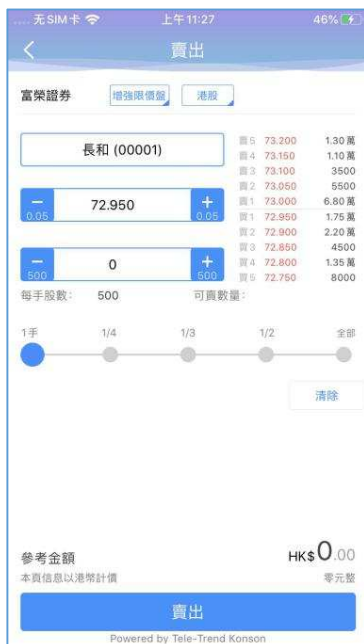 无SIM卡 上午11:27 46%
賣出
富榮證券 增強限價盤 港股
長和 (00001)
賣5 73.200 1.30萬
賣4 73.150 1.10萬
賣3 73.100 3500
賣2 73.050 5500
賣1 73.000 6.80萬
買1 72.950 1.75萬
買2 72.900 2.20萬
買3 72.850 4500
買4 72.800 1.35萬
買5 72.750 8000
− 0.05 72.950 + 0.05
− 500 0 + 500
每手股數： 500 可賣數量：
1手 1/4 1/3 1/2 全部
清除
參考金額 HK$0.00
本頁信息以港幣計價 零元整
賣出
Powered by Tele-Trend Konson